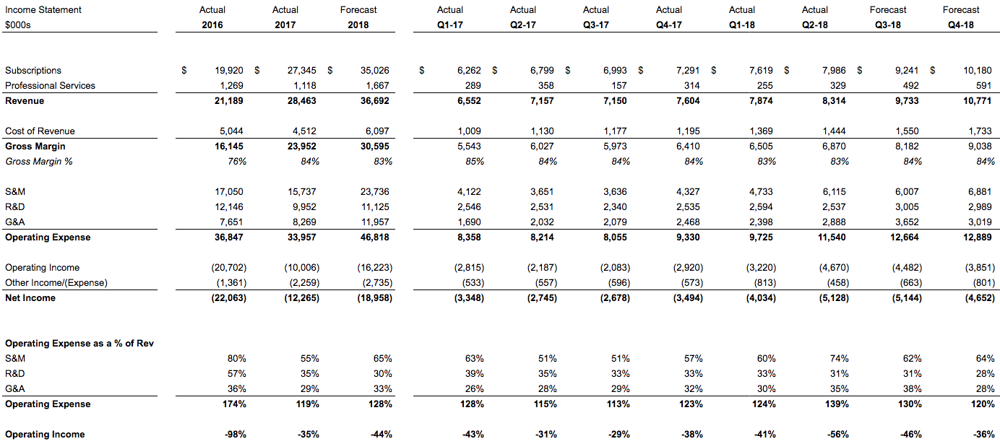 Income Statement Actual Actual Forecast Actual Actual Actual Actual Actual Actual Forecast Forecast
$000s 2016 2017 2018 Q1-17 Q2-17 Q3-17 Q4-17 Q1-18 Q2-18 Q3-18 Q4-18
Subscriptions $ 19,920 $ 27,345 $ 35,026 $ 6,262 $ 6,799 $ 6,993 $ 7,291 $ 7,619 $ 7,986 $ 9,241 $ 10,180
Professional Services 1,269 1,118 1,667 289 358 157 314 255 329 492 591
Revenue 21,189 28,463 36,692 6,552 7,157 7,150 7,604 7,874 8,314 9,733 10,771
Cost of Revenue 5,044 4,512 6,097 1,009 1,130 1,177 1,195 1,369 1,444 1,550 1,733
Gross Margin 16,145 23,952 30,595 5,543 6,027 5,973 6,410 6,505 6,870 8,182 9,038
Gross Margin % 76% 84% 83% 85% 84% 84% 84% 83% 83% 84% 84%
S&M 17,050 15,737 23,736 4,122 3,651 3,636 4,327 4,733 6,115 6,007 6,881
R&D 12,146 9,952 11,125 2,546 2,531 2,340 2,535 2,594 2,537 3,005 2,989
G&A 7,651 8,269 11,957 1,690 2,032 2,079 2,468 2,398 2,888 3,652 3,019
Operating Expense 36,847 33,957 46,818 8,358 8,214 8,055 9,330 9,725 11,540 12,664 12,889
Operating Income (20,702) (10,006) (16,223) (2,815) (2,187) (2,083) (2,920) (3,220) (4,670) (4,482) (3,851)
Other Income/(Expense) (1,361) (2,259) (2,735) (533) (557) (596) (573) (813) (458) (663) (801)
Net Income (22,063) (12,265) (18,958) (3,348) (2,745) (2,678) (3,494) (4,034) (5,128) (5,144) (4,652)
Operating Expense as a % of Rev
S&M 80% 55% 65% 63% 51% 51% 57% 60% 74% 62% 64%
R&D 57% 35% 30% 39% 35% 33% 33% 33% 31% 31% 28%
G&A 36% 29% 33% 26% 28% 29% 32% 30% 35% 38% 28%
Operating Expense 174% 119% 128% 128% 115% 113% 123% 124% 139% 130% 120%
Operating Income -98% -35% -44% -43% -31% -29% -38% -41% -56% -46% -36%